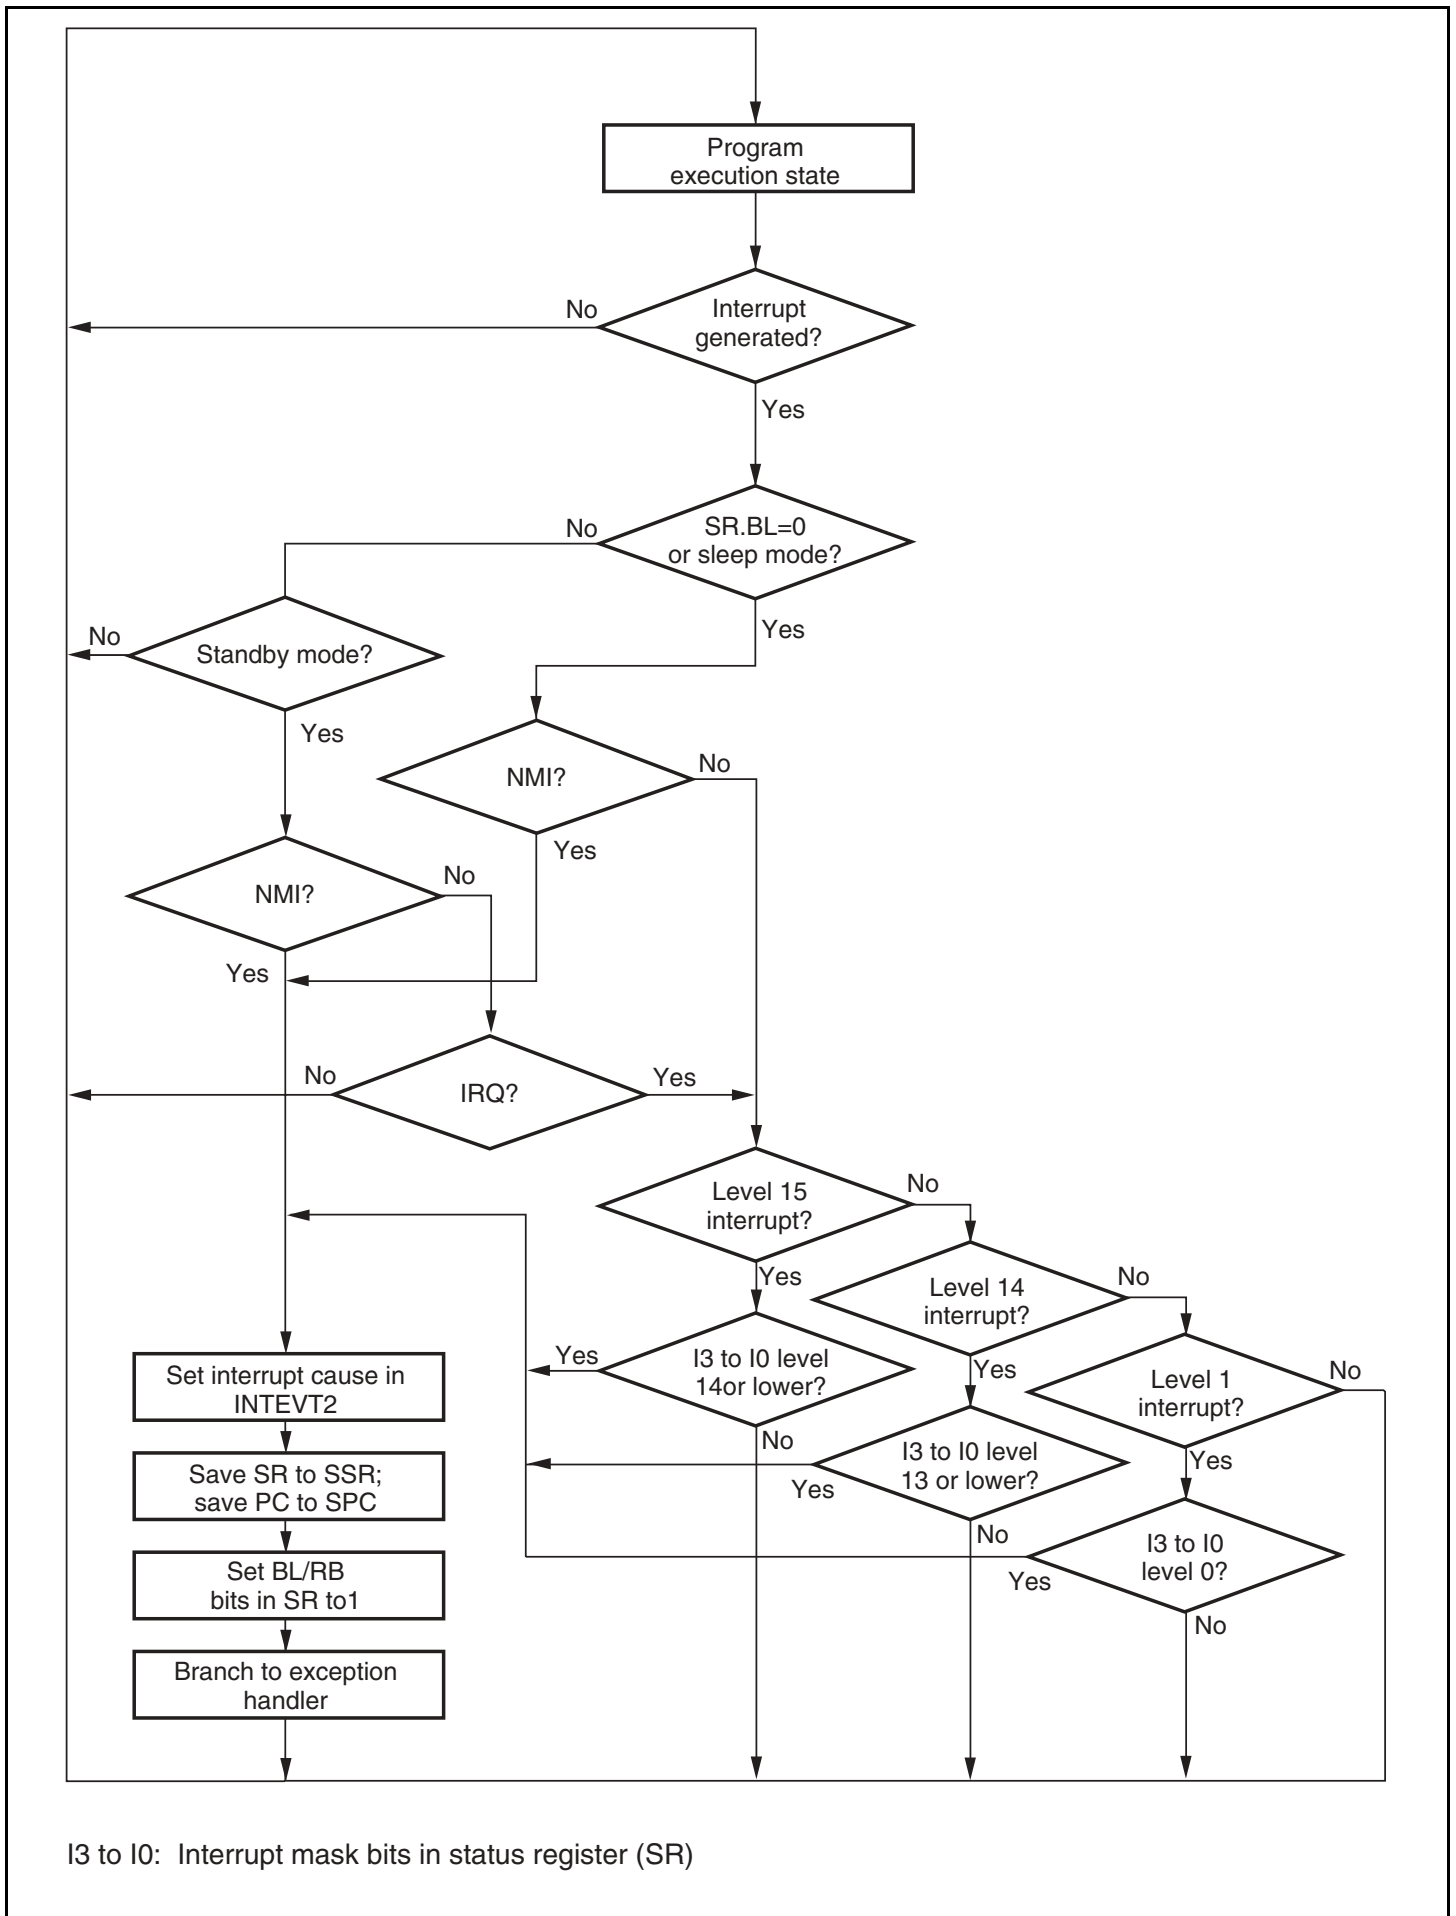 Program
execution state
No
Interrupt
generated?
Yes
No
SR.BL=0
or sleep mode?
Yes
No
Standby mode?
Yes
NMI?
No
Yes
NMI?
No
Yes
No
IRQ?
Yes
Level 15
interrupt?
No
Yes
Level 14
interrupt?
No
Yes
I3 to I0 level
14or lower?
Yes
No
Level 1
interrupt?
No
Yes
I3 to I0 level
13 or lower?
Yes
No
I3 to I0
level 0?
Yes
No
Set interrupt cause in
INTEVT2
Save SR to SSR;
save PC to SPC
Set BL/RB
bits in SR to1
Branch to exception
handler
I3 to I0: Interrupt mask bits in status register (SR)